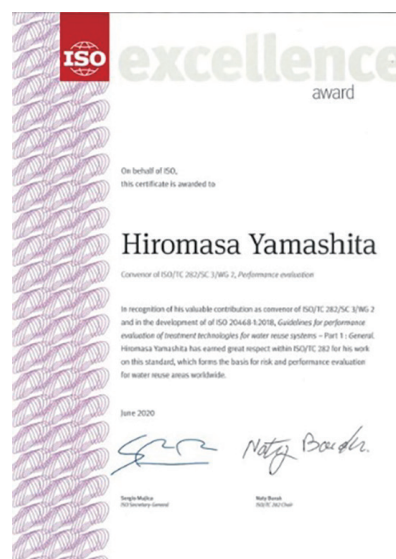 ISO
excellence
award
On behalf of ISO,
this certificate is awarded to
Hiromasa Yamashita
Convenor of ISO/TC 282/SC 3/WG 2, Performance evaluation
In recognition of his valuable contribution as convenor of ISO/TC 282/SC 3/WG 2
and in the development of of ISO 20468-1:2018, Guidelines for performance
evaluation of treatment technologies for water reuse systems – Part 1 : General.
Hiromasa Yamashita has earned great respect within ISO/TC 282 for his work
on this standard, which forms the basis for risk and performance evaluation
for water reuse areas worldwide.
June 2020
Sergio Mujica
ISO Secretary-General
Naty
ISO/TC 282 Chair